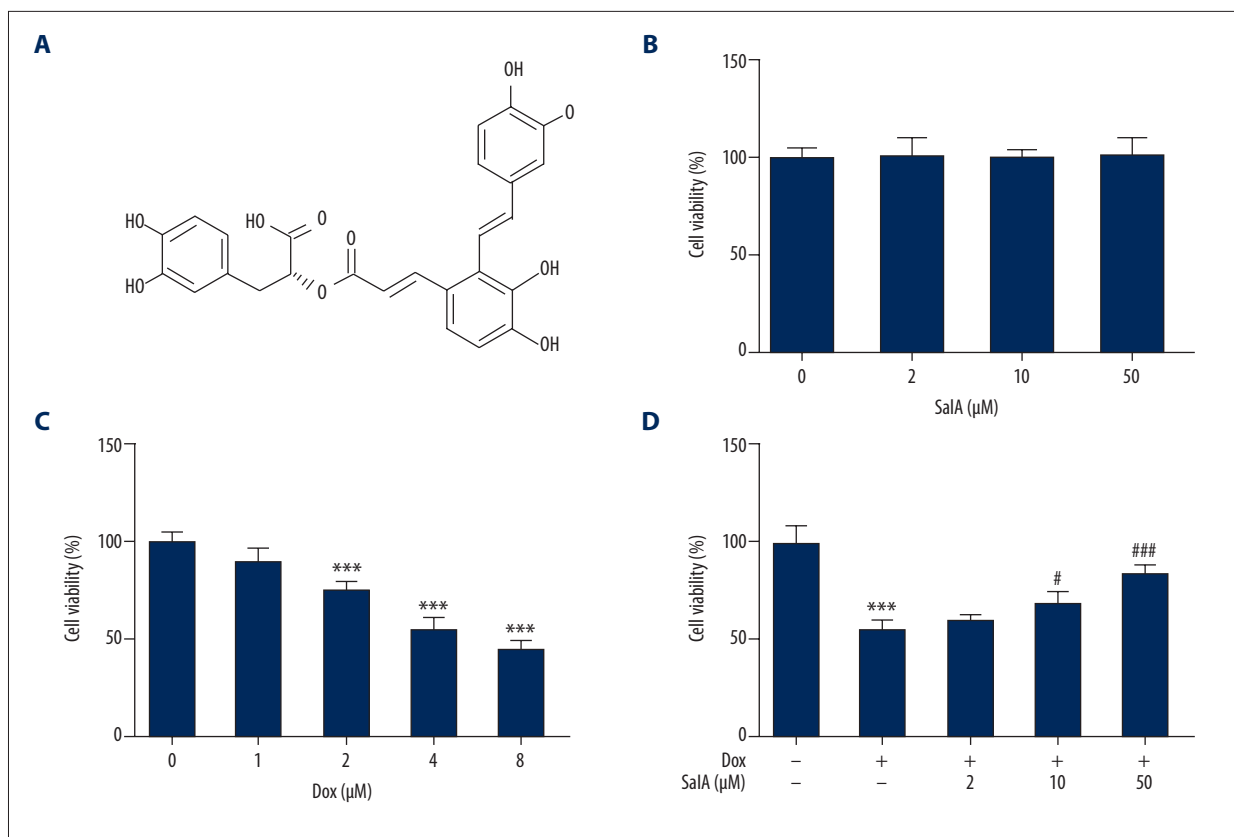 A
OH
O
HO
HO
HO
O
O
O
OH
OH
B
150
100
50
0
Cell viability (%)
0 2 10 50
SalA (µM)
C
150
100
50
0
Cell viability (%)
***
***
***
0 1 2 4 8
Dox (µM)
D
150
100
50
0
Cell viability (%)
***
#
###
Dox – + + + +
SalA (µM) – – 2 10 50